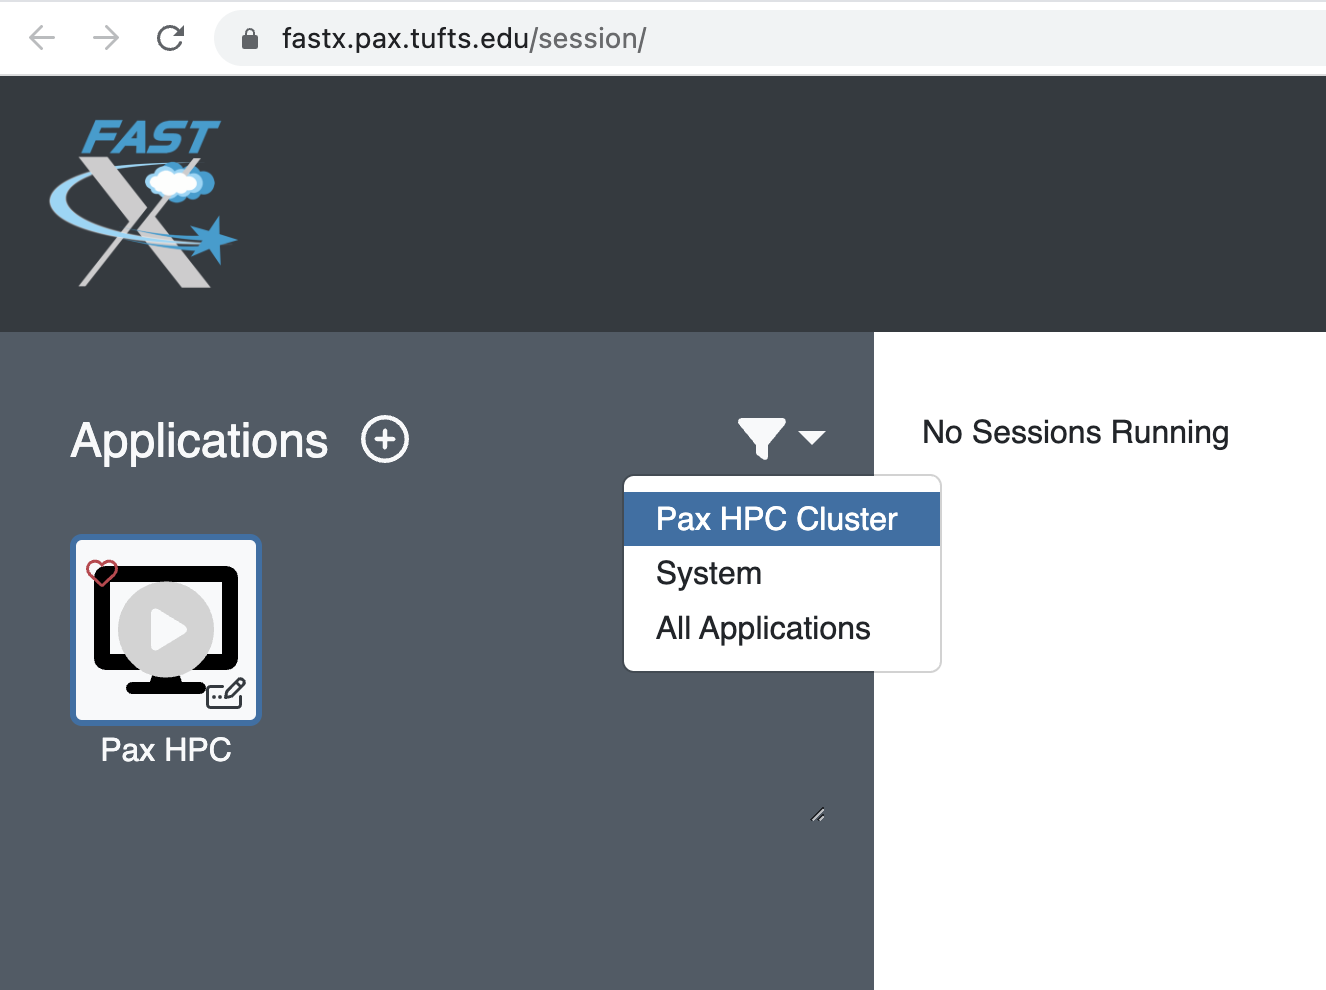 fastx.pax.tufts.edu/session/
FAST
X
Applications
No Sessions Running
Pax HPC Cluster
System
All Applications
Pax HPC